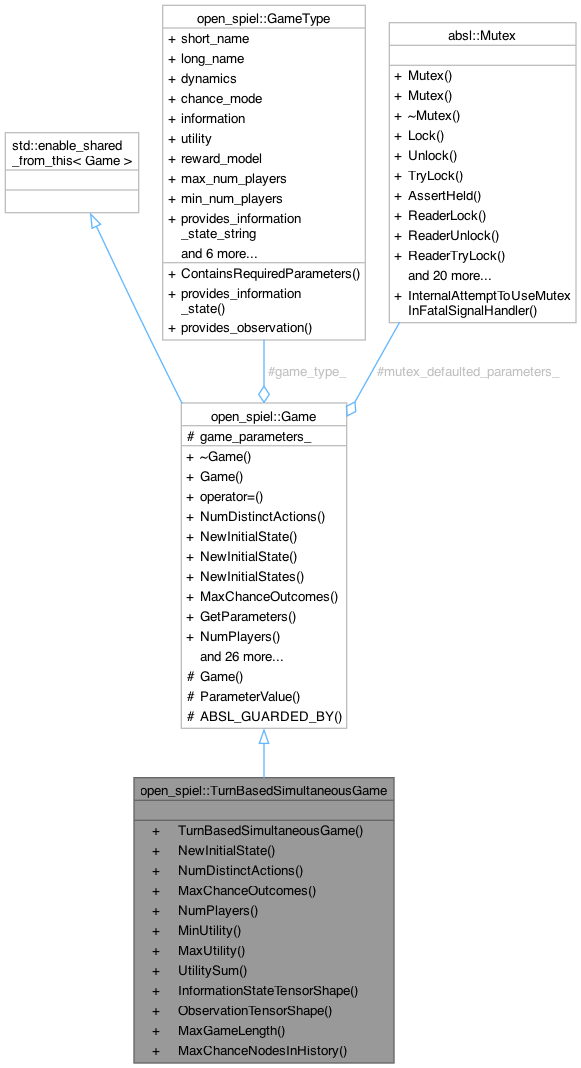 open_spiel::GameType
+ short_name
+ long_name
+ dynamics
+ chance_mode
+ information
+ utility
+ reward_model
+ max_num_players
+ min_num_players
+ provides_information
_state_string
and 6 more...
+ ContainsRequiredParameters()
+ provides_information
_state()
+ provides_observation()
absl::Mutex
+ Mutex()
+ Mutex()
+ ~Mutex()
+ Lock()
+ Unlock()
+ TryLock()
+ AssertHeld()
+ ReaderLock()
+ ReaderUnlock()
+ ReaderTryLock()
and 20 more...
+ InternalAttemptToUseMutex
InFatalSignalHandler()
std::enable_shared
_from_this< Game >
#game_type_
#mutex_defaulted_parameters_
open_spiel::Game
# game_parameters_
+ ~Game()
+ Game()
+ operator=()
+ NumDistinctActions()
+ NewInitialState()
+ NewInitialState()
+ NewInitialStates()
+ MaxChanceOutcomes()
+ GetParameters()
+ NumPlayers()
and 26 more...
# Game()
# ParameterValue()
# ABSL_GUARDED_BY()
open_spiel::TurnBasedSimultaneousGame
+ TurnBasedSimultaneousGame()
+ NewInitialState()
+ NumDistinctActions()
+ MaxChanceOutcomes()
+ NumPlayers()
+ MinUtility()
+ MaxUtility()
+ UtilitySum()
+ InformationStateTensorShape()
+ ObservationTensorShape()
+ MaxGameLength()
+ MaxChanceNodesInHistory()